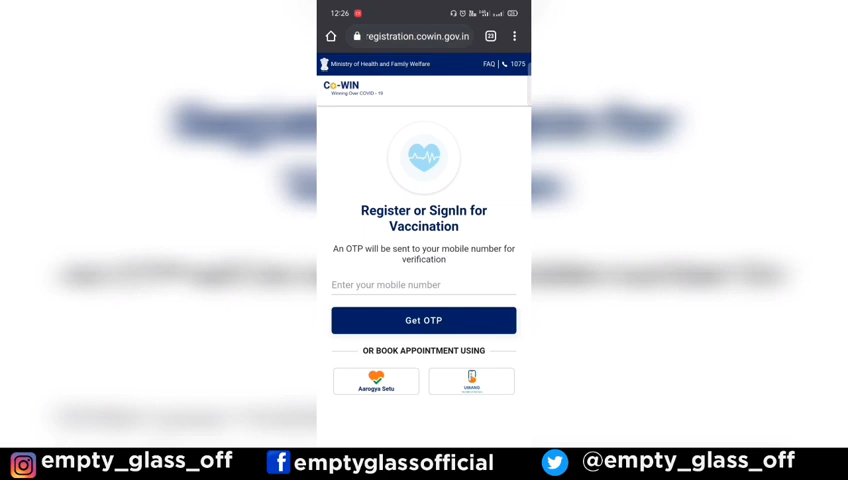 12:26
registration.cowin.gov.in
23
Ministry of Health and Family Welfare
FAQ
1075
Co-WIN
Winning Over COVID - 19
Register or SignIn for
Vaccination
An OTP will be sent to your mobile number for
verification
Enter your mobile number
Get OTP
OR BOOK APPOINTMENT USING
Aarogya Setu
UMANG
empty_glass_off
emptyglassofficial
@empty_glass_off